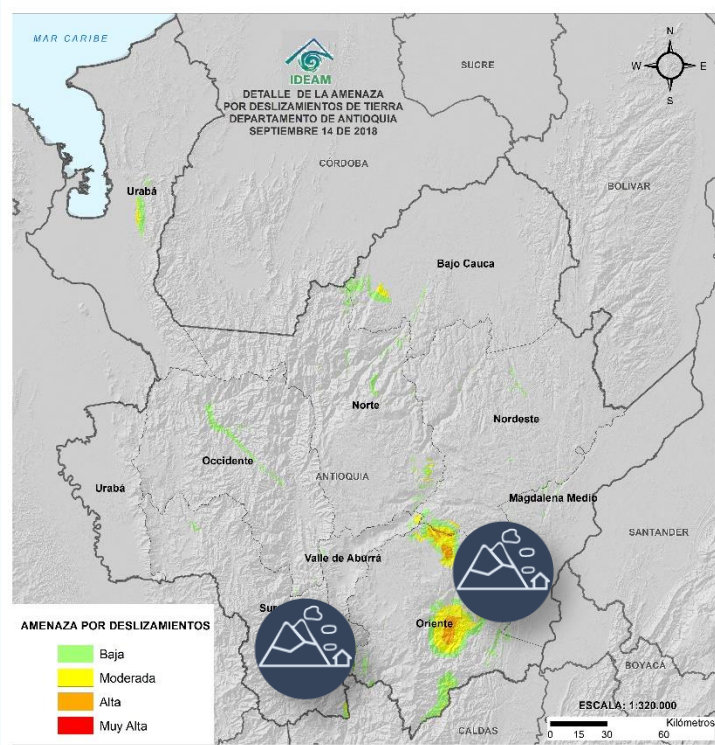 MAR CARIBE
IDEAM
DETALLE DE LA AMENAZA
POR DESLIZAMIENTOS DE TIERRA
DEPARTAMENTO DE ANTIOQUIA
SEPTIEMBRE 14 DE 2018
SUCRE
N
W
E
S
CÓRDOBA
BOLIVAR
Urabá
Bajo Cauca
Norte
Nordeste
Occidente
ANTIOQUIA
Urabá
Magdalena Medio
SANTANDER
Valle de Aburrá
Oriente
AMENAZA POR DESLIZAMIENTOS
Baja
Moderada
Alta
Muy Alta
BOYACÁ
CALDAS
ESCALA: 1:320.000
Kilómetros
0 15 30 60